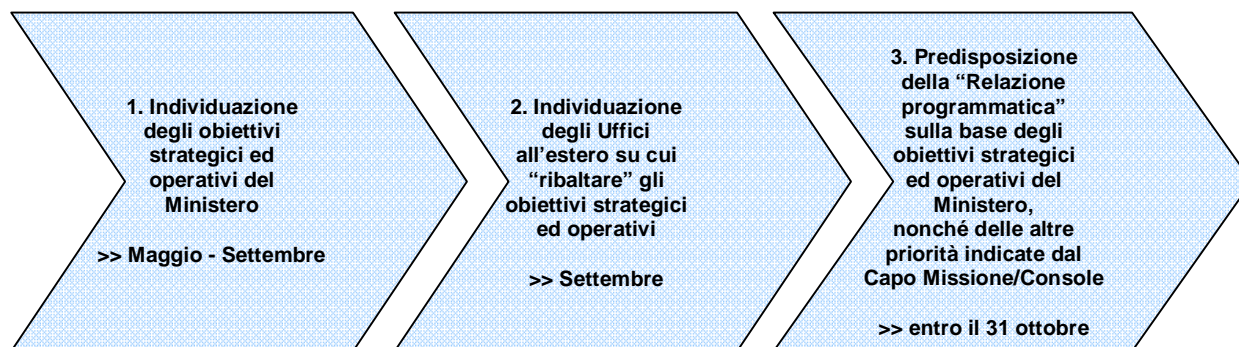 1. Individuazione
degli obiettivi
strategici ed
operativi del
Ministero
>> Maggio - Settembre
2. Individuazione
degli Uffici
all’estero su cui
“ribaltare” gli
obiettivi strategici
ed operativi
>> Settembre
3. Predisposizione
della “Relazione
programmatica”
sulla base degli
obiettivi strategici
ed operativi del
Ministero,
nonché delle altre
priorità indicate dal
Capo Missione/Console
>> entro il 31 ottobre